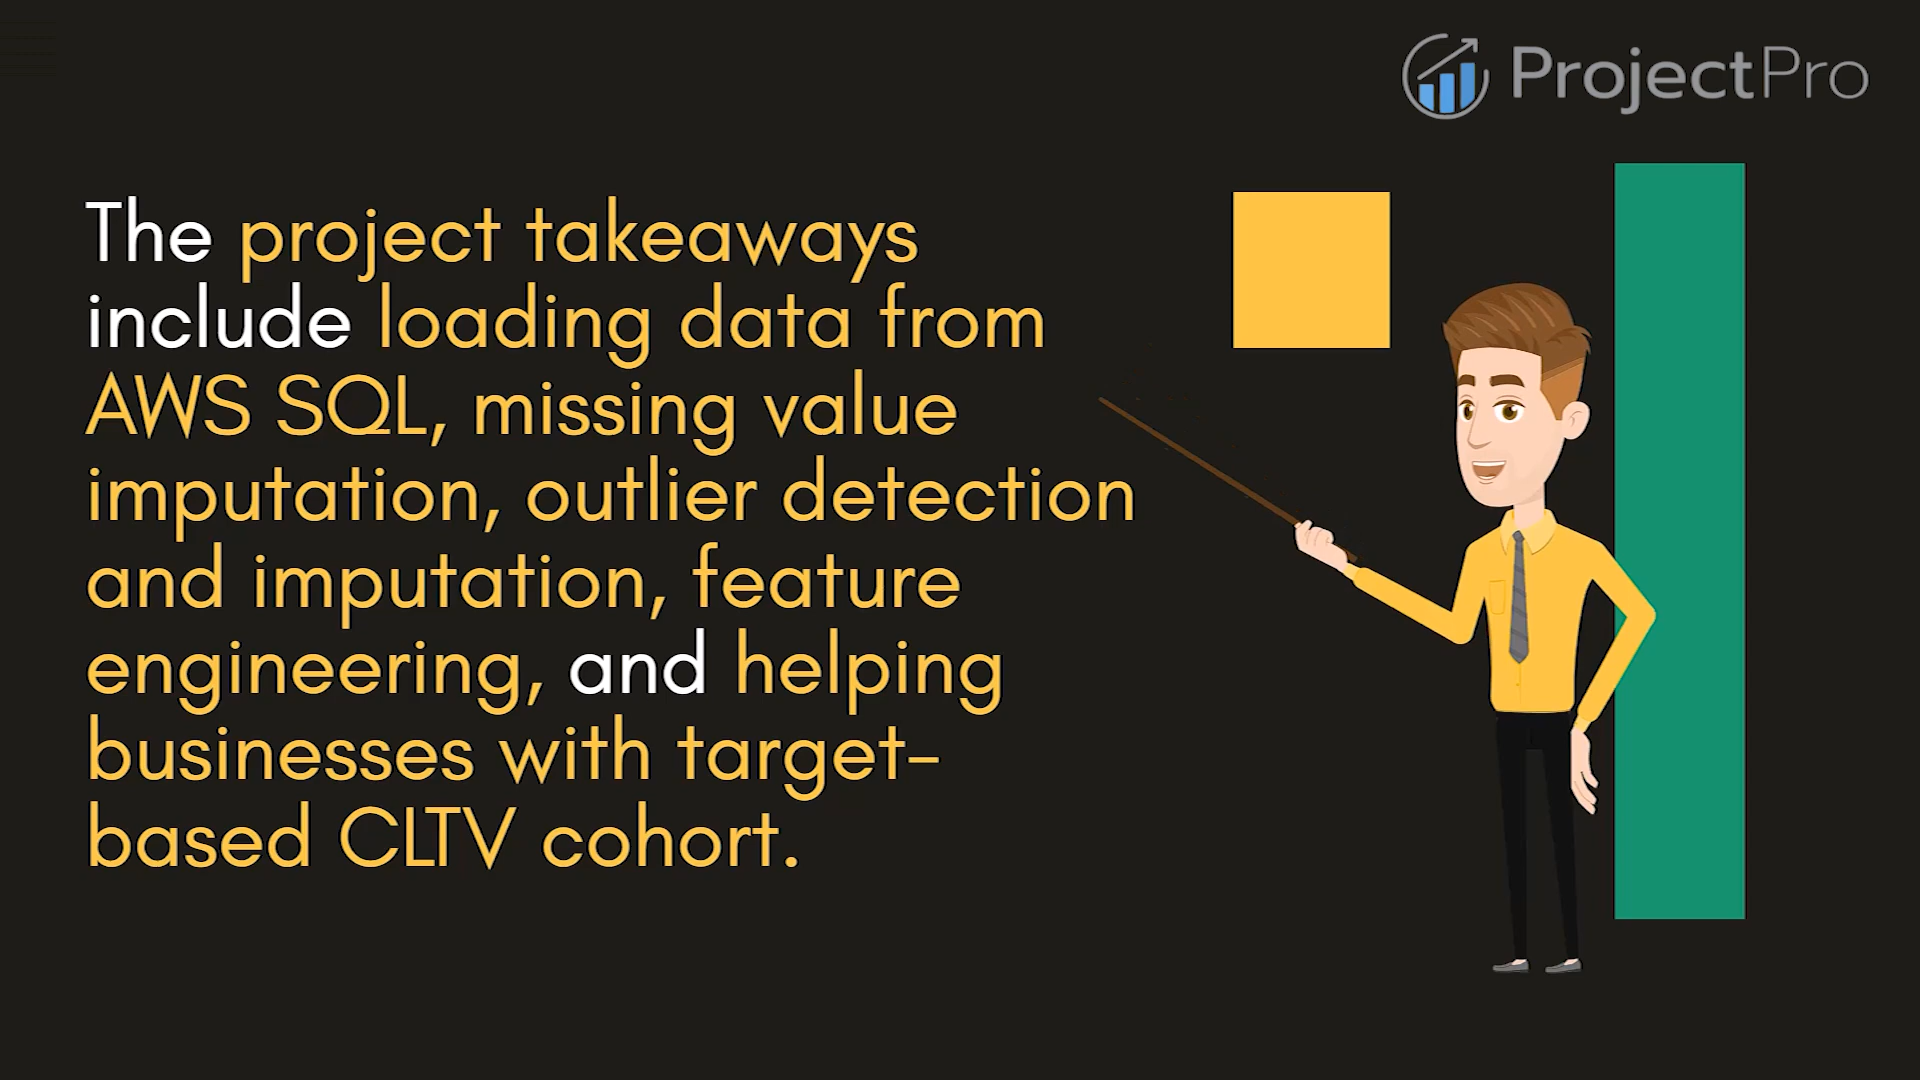 ProjectPro
The project takeaways
include loading data from
AWS SQL, missing value
imputation, outlier detection
and imputation, feature
engineering, and helping
businesses with target-
based CLTV cohort.